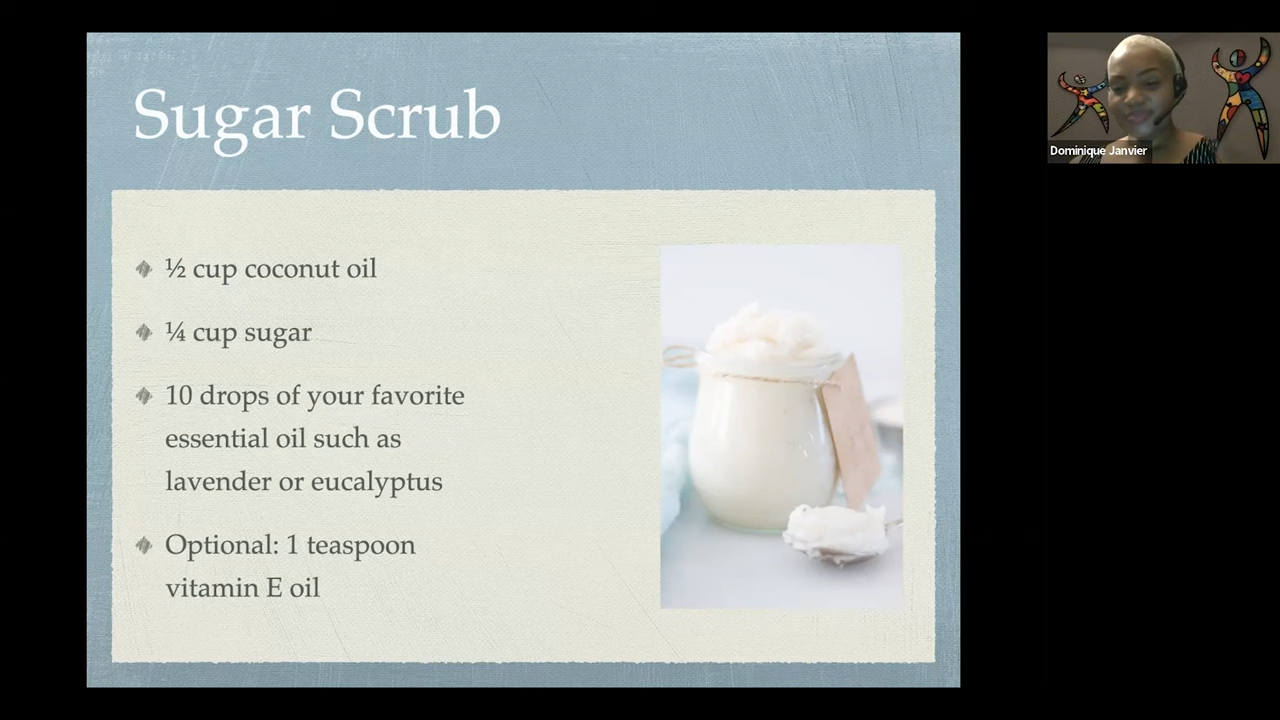 Sugar Scrub
½ cup coconut oil
¼ cup sugar
10 drops of your favorite
essential oil such as
lavender or eucalyptus
Optional: 1 teaspoon
vitamin E oil
Dominique Janvier